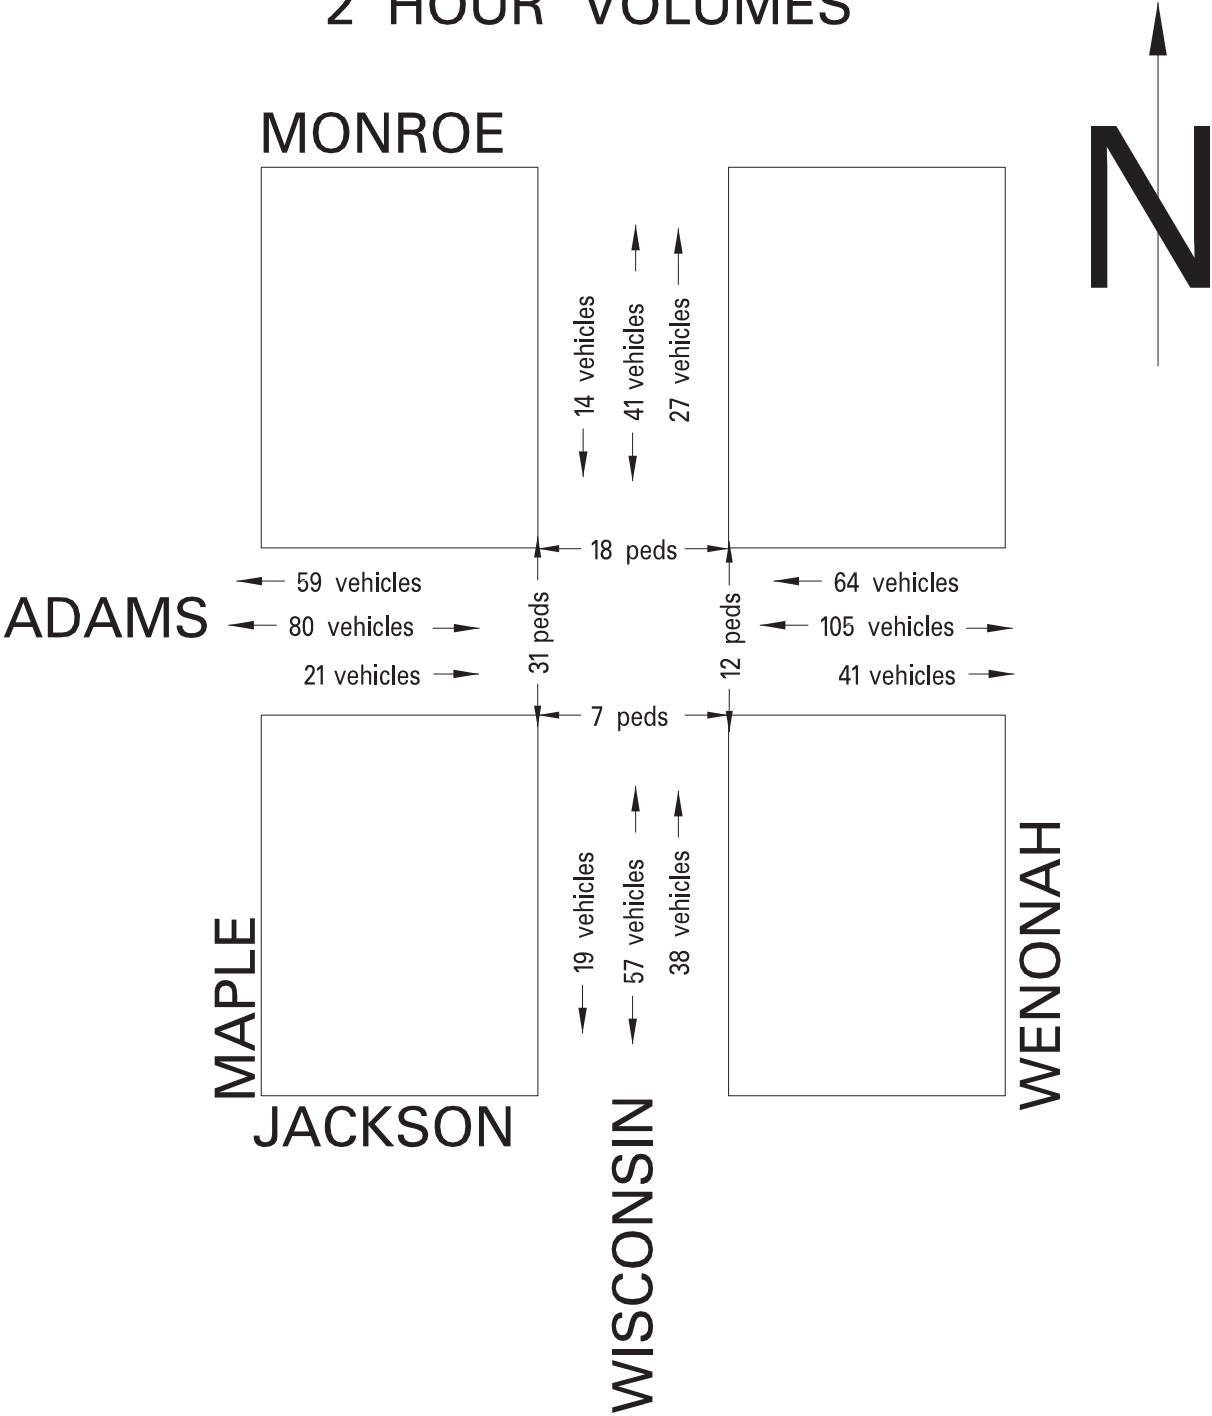 2 HOUR VOLUMES
N
MONROE
14 vehicles
41 vehicles
27 vehicles
18 peds
59 vehicles
64 vehicles
ADAMS
80 vehicles
31 peds
12 peds
105 vehicles
21 vehicles
41 vehicles
7 peds
19 vehicles
57 vehicles
38 vehicles
MAPLE
WENONAH
JACKSON
WISCONSIN